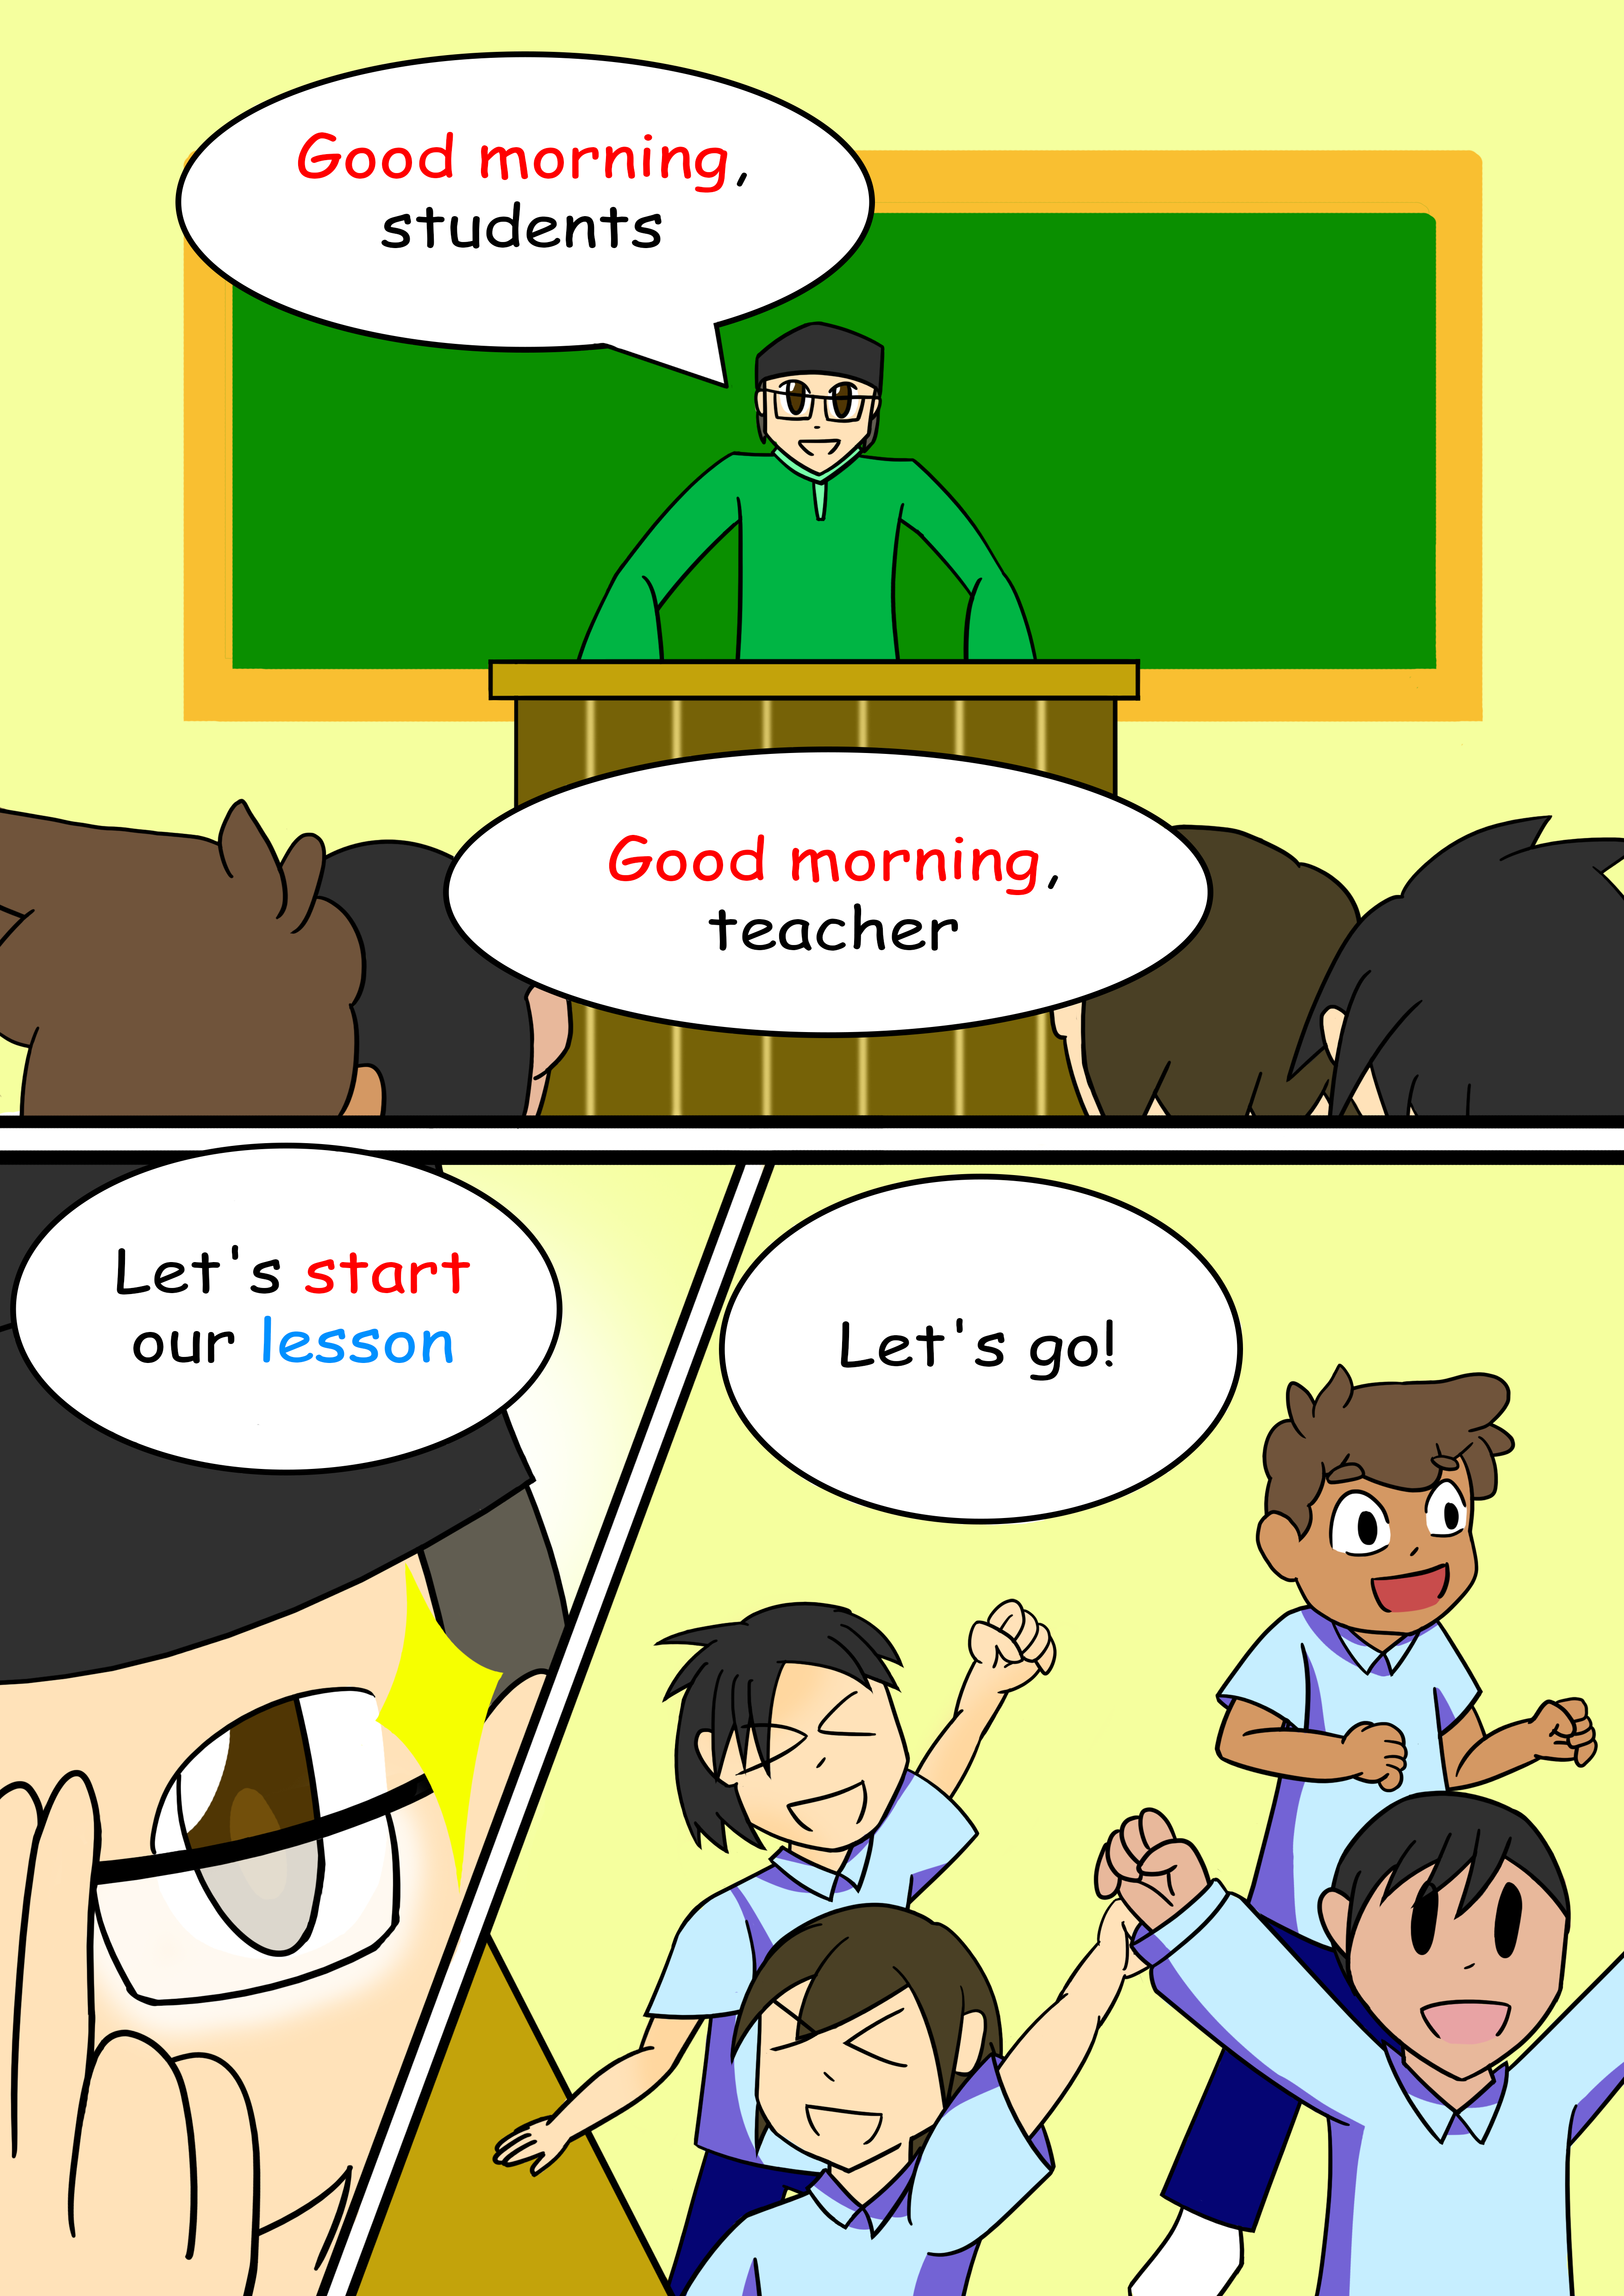 Good morning,
students
Good morning,
teacher
Let's start
our lesson
Let's go!